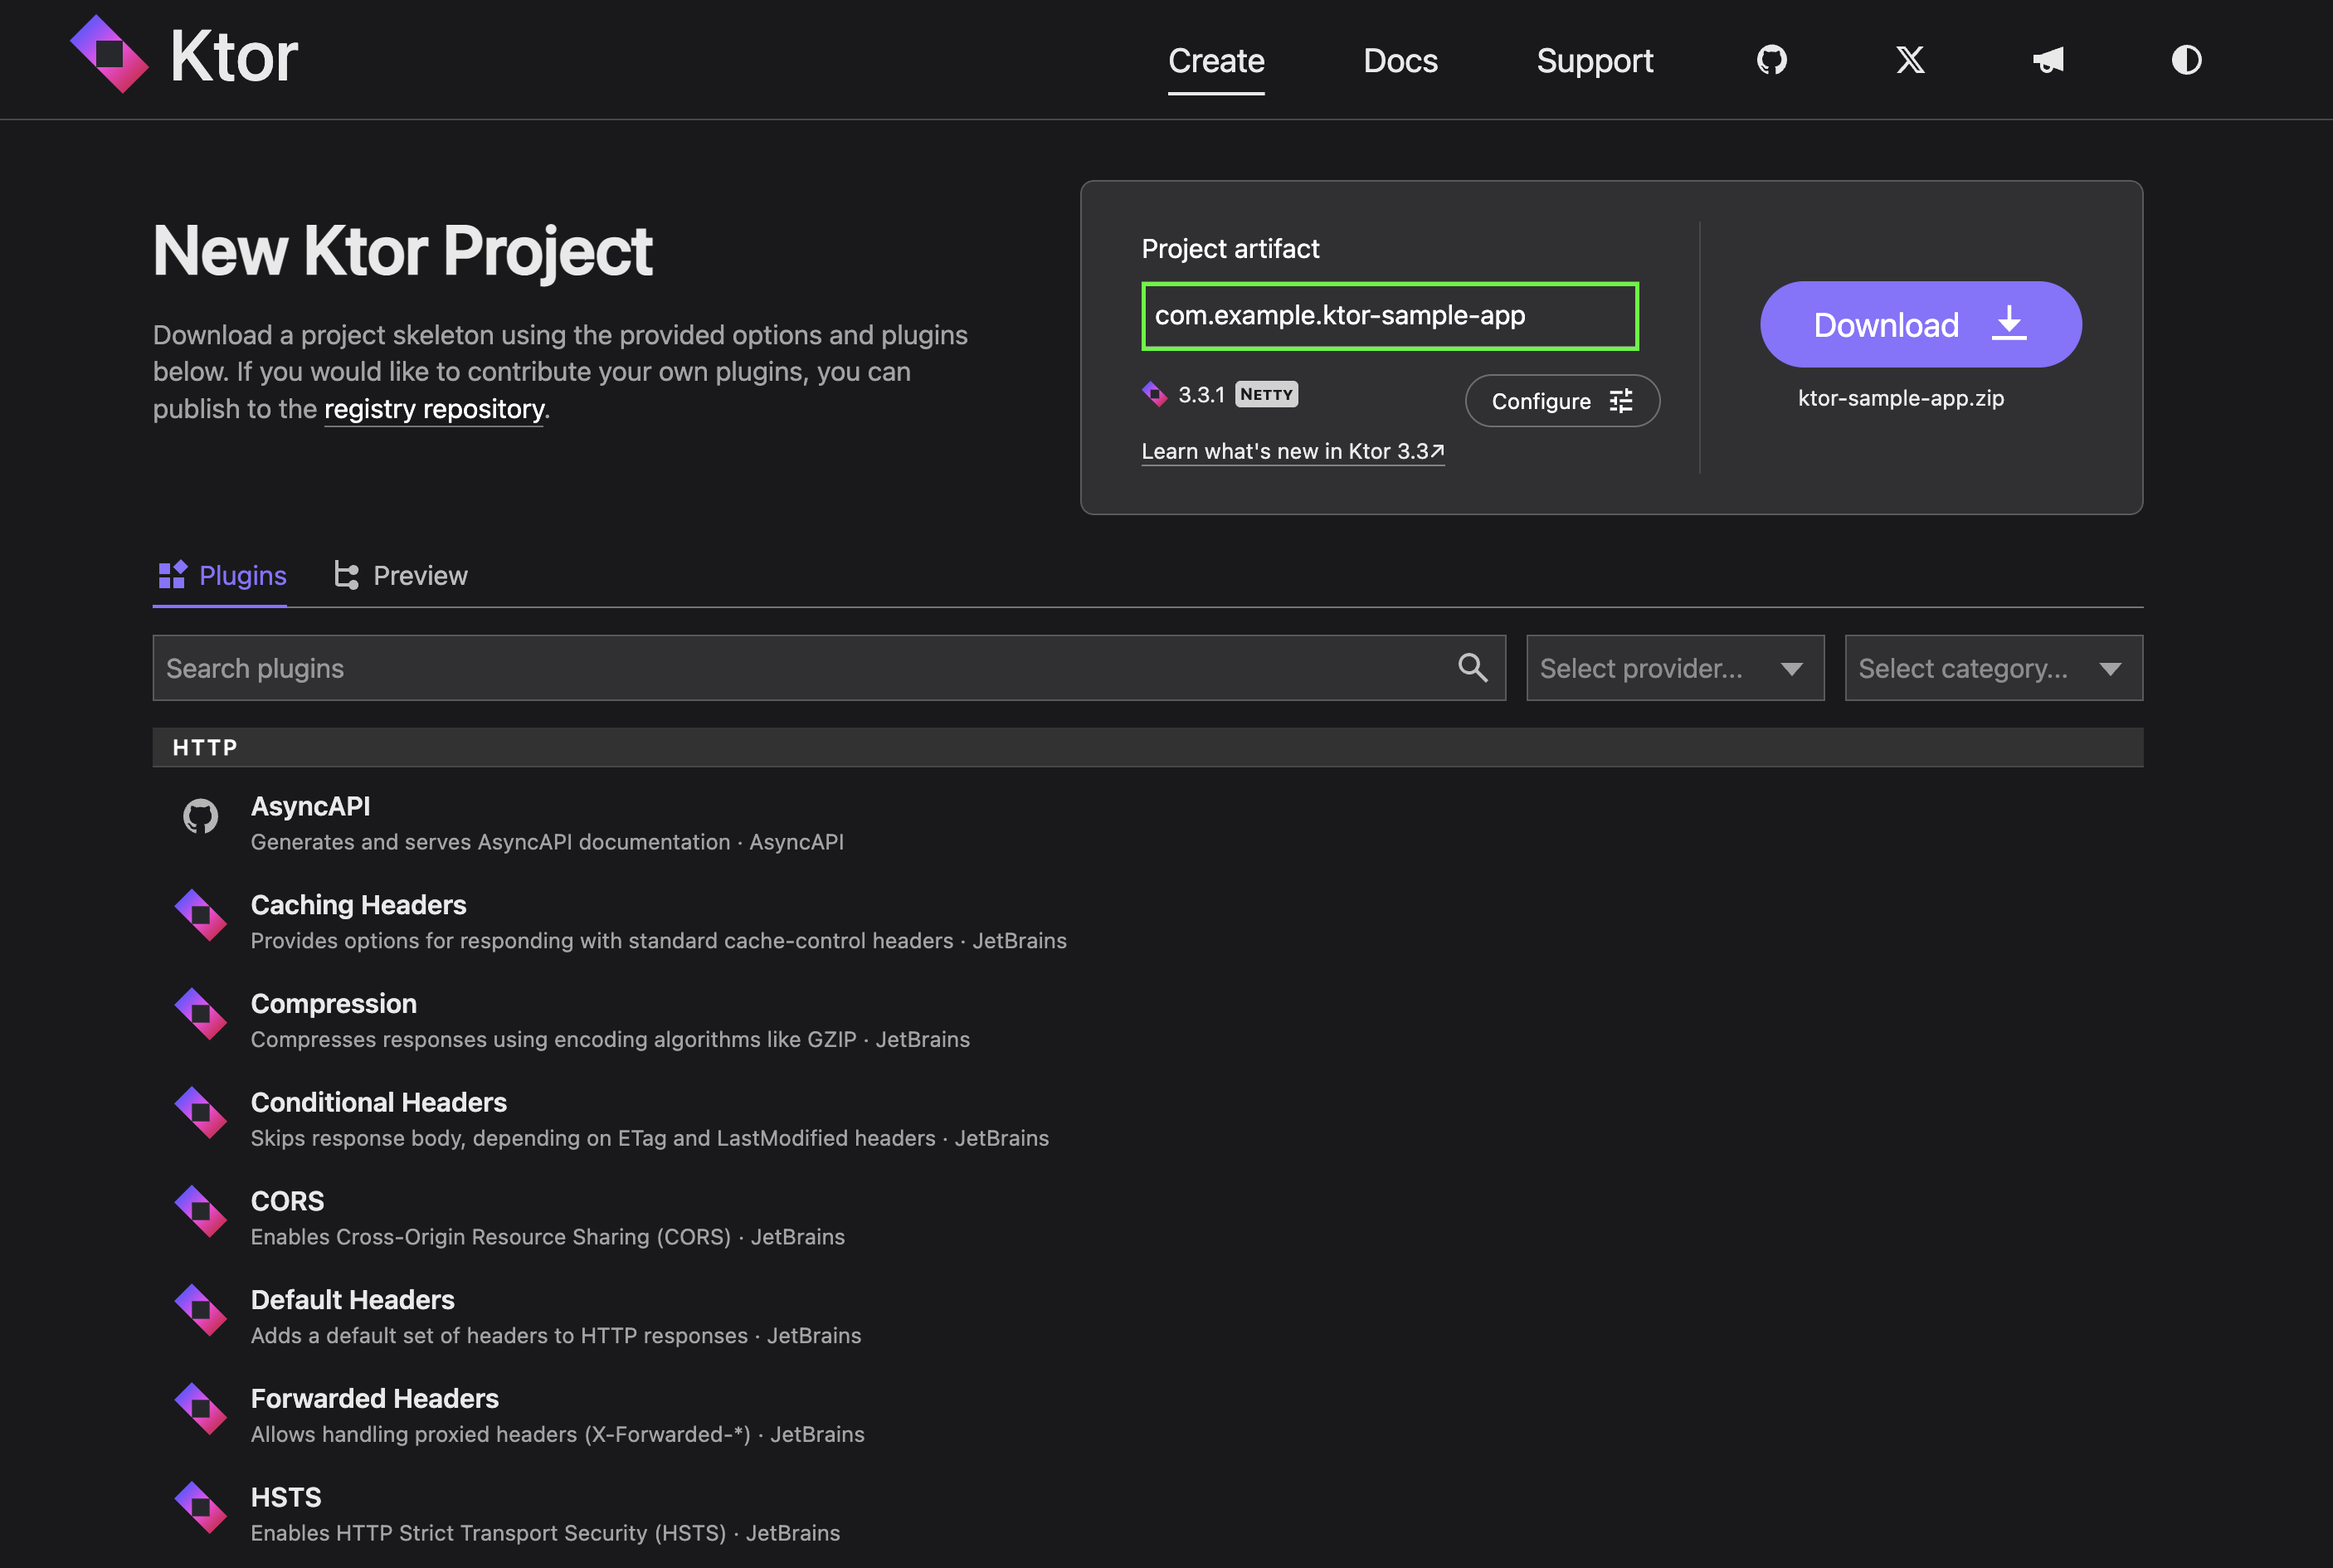 Ktor
Create
Docs
Support
New Ktor Project
Download a project skeleton using the provided options and plugins
below. If you would like to contribute your own plugins, you can
publish to the registry repository.
Project artifact
com.example.ktor-sample-app
3.3.1 NETTY
Configure
Learn what's new in Ktor 3.3↗
Download
ktor-sample-app.zip
Plugins
Preview
Search plugins
Select provider...
Select category...
HTTP
AsyncAPI
Generates and serves AsyncAPI documentation · AsyncAPI
Caching Headers
Provides options for responding with standard cache-control headers · JetBrains
Compression
Compresses responses using encoding algorithms like GZIP · JetBrains
Conditional Headers
Skips response body, depending on ETag and LastModified headers · JetBrains
CORS
Enables Cross-Origin Resource Sharing (CORS) · JetBrains
Default Headers
Adds a default set of headers to HTTP responses · JetBrains
Forwarded Headers
Allows handling proxied headers (X-Forwarded-*) · JetBrains
HSTS
Enables HTTP Strict Transport Security (HSTS) · JetBrains